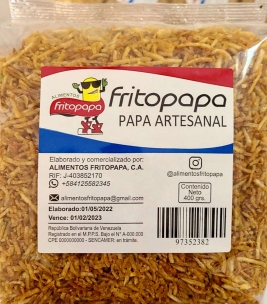 ALIMENTOS
fritopapa
fritopapa
PAPA ARTESANAL
Elaborado y comercializado por:
ALIMENTOS FRITOPAPA, C.A.
RIF: J-403852170
+584125582345
alimentosfritopapa@gmail.com
Elaborado:01/05/2022
Vence: 01/02/2023
República Bolivariana de Venezuela
Registrado en el M.P.P.S. Bajo el N° A-000.000
CPE 0000000000 - SENCAMER: en trámite.
@alimentosfritopapa
Contenido
Neto
400 grs.
97352382